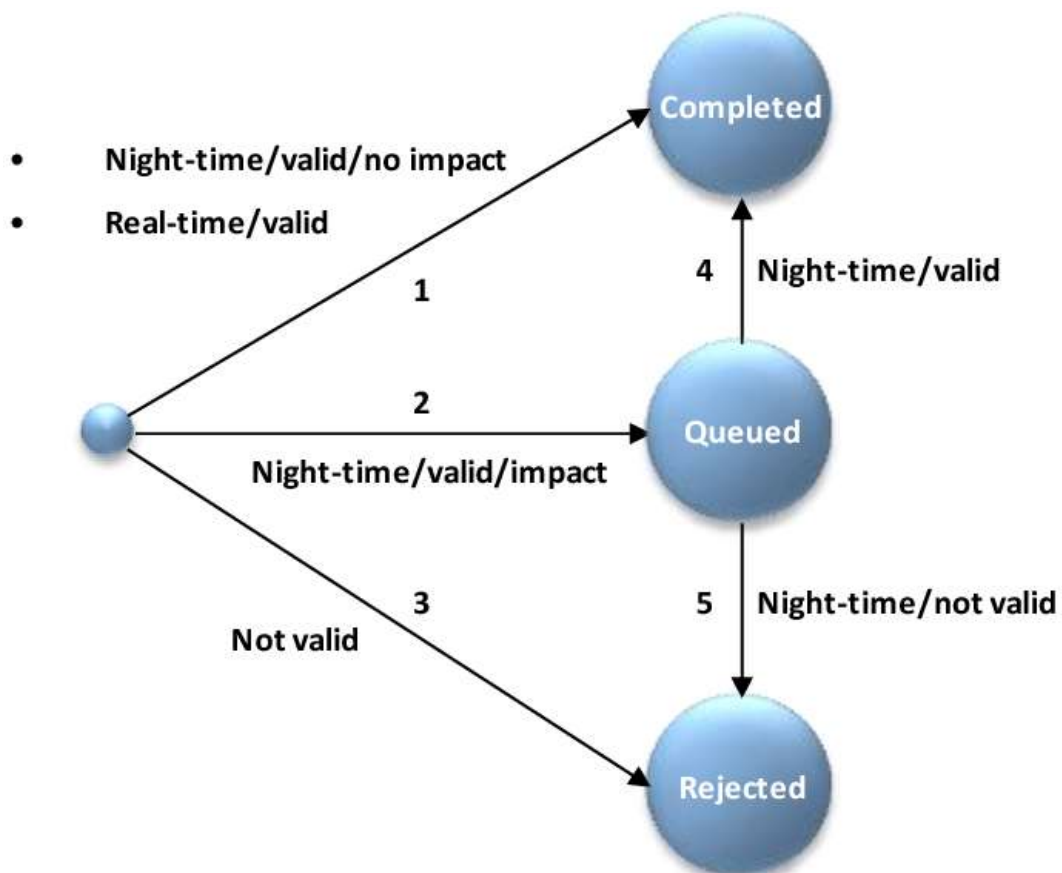 Completed
• Night-time/valid/no impact
• Real-time/valid
1
4 Night-time/valid
2
Queued
Night-time/valid/impact
3
5 Night-time/not valid
Not valid
Rejected